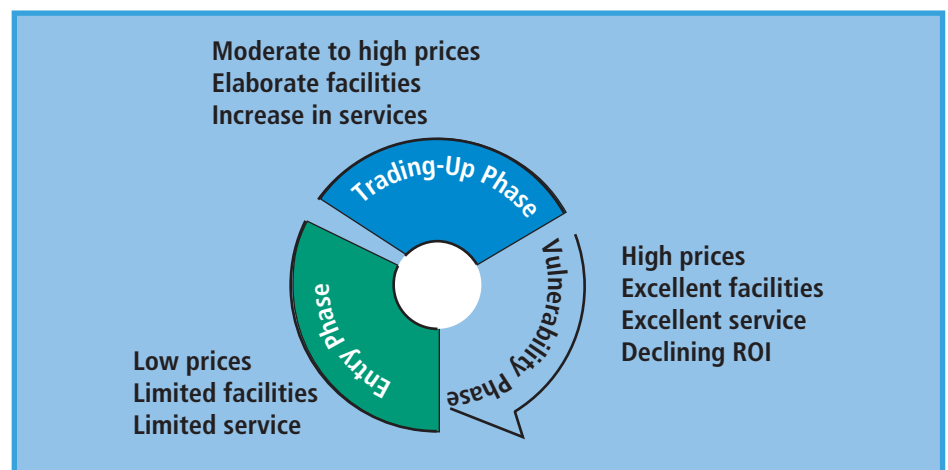 Moderate to high prices
Elaborate facilities
Increase in services
Trading-Up Phase
Vulnerability Phase
High prices
Excellent facilities
Excellent service
Declining ROI
Entry Phase
Low prices
Limited facilities
Limited service